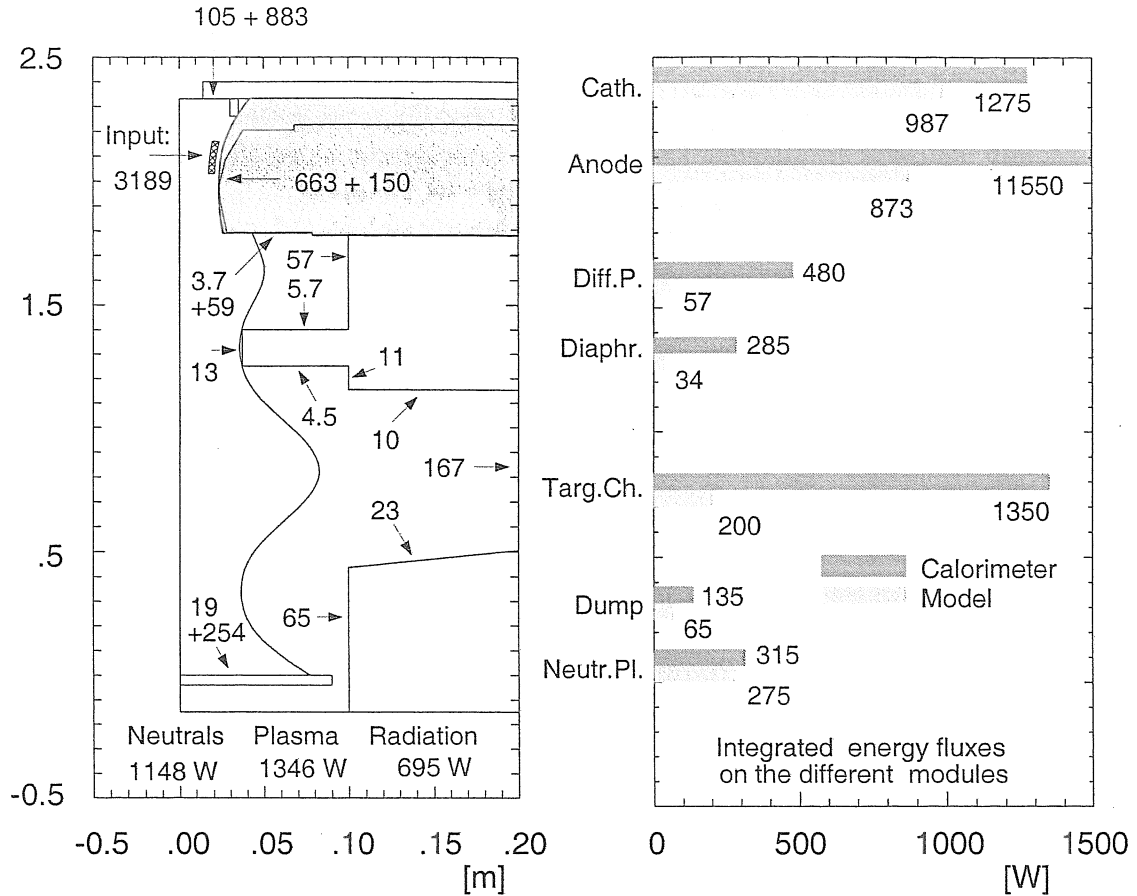 105 + 883
2.5
Input:
3189
663 + 150
3.7
+59
57
5.7
1.5
13
11
4.5
10
167
23
.5
19
+254
65
Neutrals Plasma Radiation
1148 W 1346 W 695 W
-0.5
-0.5 .00 .05 .10 .15 .20
[m]
Cath.
1275
987
Anode
11550
873
Diff.P.
480
57
Diaphr.
285
34
Targ.Ch.
1350
200
Calorimeter
Model
Dump
135
65
Neutr.Pl.
315
275
Integrated energy fluxes
on the different modules
0 500 1000 1500
[W]